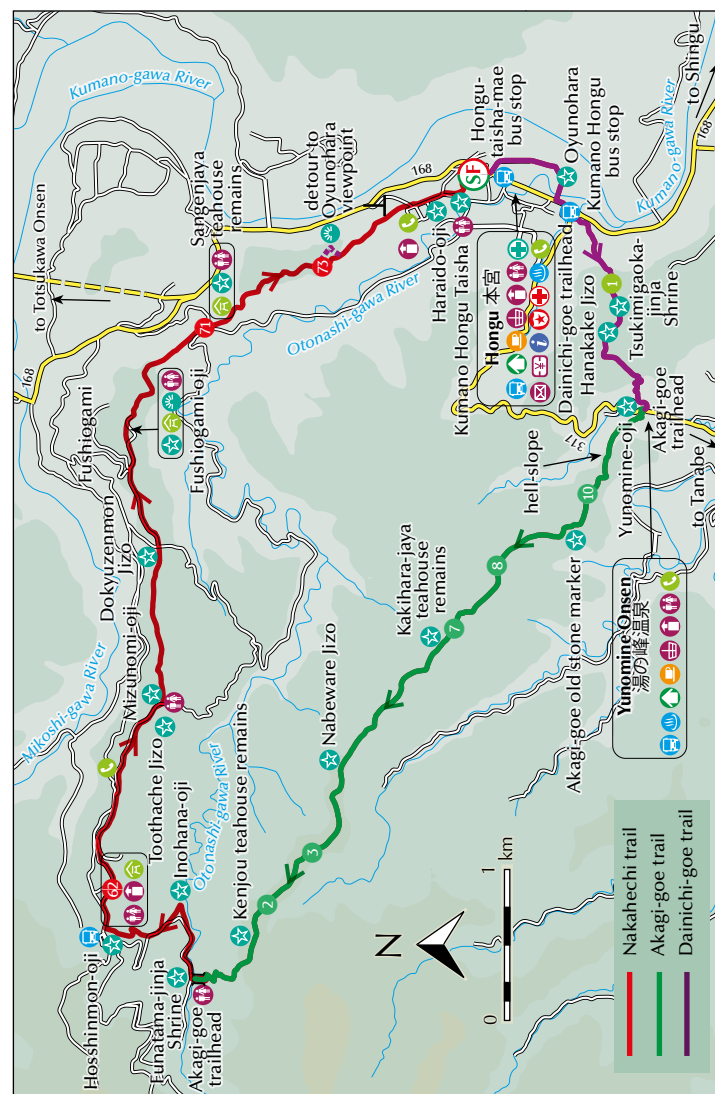 Kumano-gawa River
Kumano-gawa River
Kumano-gawa River
to Shingu
to Totsukawa Onsen
168
168
Sangenjaya
teahouse
remains
detour to
Oyunohara
viewpoint
Hongu-
taisha-mae
bus stop
Oyunohara
Kumano Hongu
bus stop
SF
73
71
Haraido-oji
Kumano Hongu Taisha
Hongu 本宮
Dainichi-goe trailhead
Hanakake Jizo
1
Tsukimigaoka-
jinja
Shrine
Otonashi-gawa River
Fushiogami
Fushiogami-oji
Akagi-goe
trailhead
317
Yunomine-oji
to Tanabe
hell-slope
10
8
7
Dokyuzenmon
Jizo
Mizunomi-oji
Mikoshi-gawa River
Kakihara-jaya
teahouse
remains
Akagi-goe old stone marker
Yunomine Onsen
湯の峰温泉
Nabeware Jizo
Toothache Jizo
Inohana-oji
Otonashi-gawa River
Kenjou teahouse remains
3
2
62
Hosshinmon-oji
Funatama-jinja
Shrine
Akagi-goe
trailhead
N
0
1
km
Nakahechi trail
Akagi-goe trail
Dainichi-goe trail